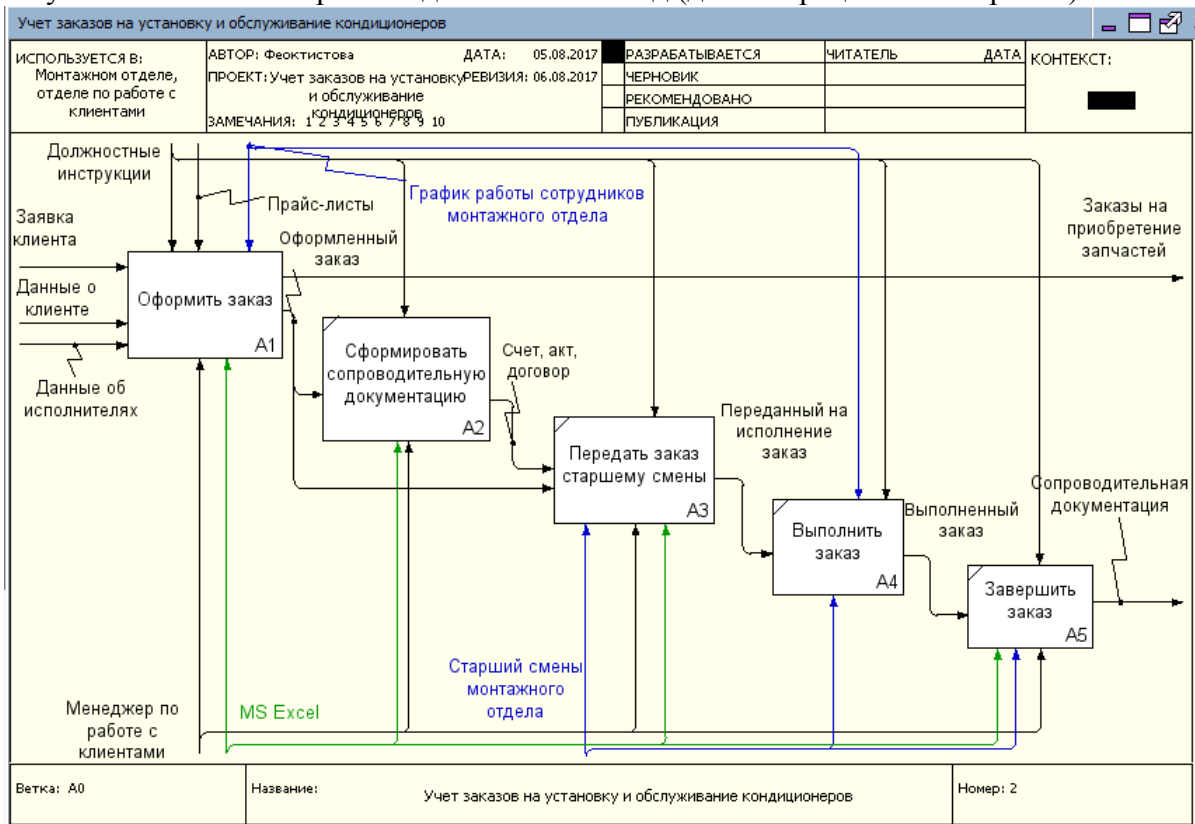 Учет заказов на установку и обслуживание кондиционеров
ИСПОЛЬЗУЕТСЯ В:
Монтажном отделе,
отделе по работе с
клиентами
АВТОР: Феоктистова
ДАТА: 05.08.2017
ПРОЕКТ: Учет заказов на установку
и обслуживание
кондиционеров
РЕВИЗИЯ: 06.08.2017
ЗАМЕЧАНИЯ: 1 2 3 4 5 6 7 8 9 10
РАЗРАБАТЫВАЕТСЯ
ЧЕРНОВИК
РЕКОМЕНДОВАНО
ПУБЛИКАЦИЯ
ЧИТАТЕЛЬ
ДАТА
КОНТЕКСТ:
Должностные
инструкции
Прайс-листы
График работы сотрудников
монтажного отдела
Заявка
клиента
Оформленный
заказ
Заказы на
приобретение
запчастей
Данные о
клиенте
Оформить заказ
A1
Данные об
исполнителях
Сформировать
сопроводительную
документацию
A2
Счет, акт,
договор
Передать заказ
старшему смены
A3
Переданный на
исполнение
заказ
Выполнить
заказ
A4
Выполненный
заказ
Сопроводительная
документация
Завершить
заказ
A5
Старший смены
монтажного
отдела
Менеджер по
работе с
клиентами
MS Excel
Ветка: A0
Название:
Учет заказов на установку и обслуживание кондиционеров
Номер: 2